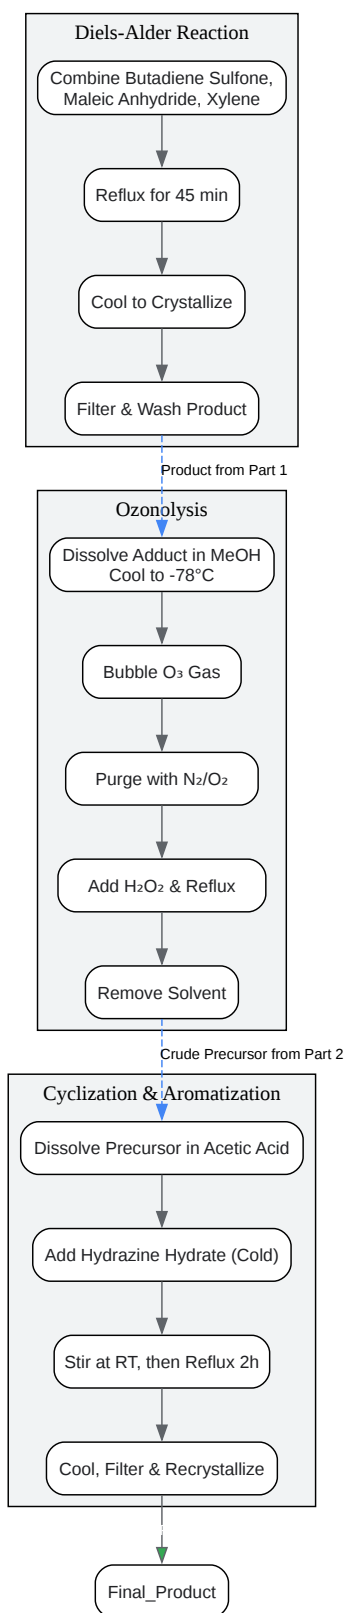 Diels-Alder Reaction
Combine Butadiene Sulfone,
Maleic Anhydride, Xylene
Reflux for 45 min
Cool to Crystallize
Filter & Wash Product
Product from Part 1
Ozonolysis
Dissolve Adduct in MeOH
Cool to -78°C
Bubble O₃ Gas
Purge with N₂/O₂
Add H₂O₂ & Reflux
Remove Solvent
Crude Precursor from Part 2
Cyclization & Aromatization
Dissolve Precursor in Acetic Acid
Add Hydrazine Hydrate (Cold)
Stir at RT, then Reflux 2h
Cool, Filter & Recrystallize
Final_Product